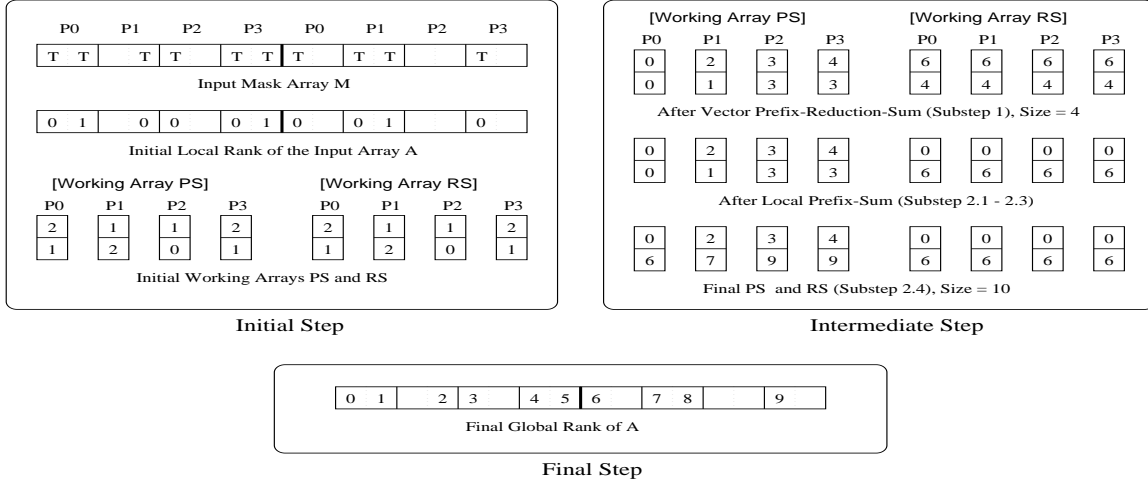 P0 P1 P2 P3 P0 P1 P2 P3
T T T T T T T T T T
Input Mask Array M
0 1 0 0 0 1 0 0 1 0
Initial Local Rank of the Input Array A
[Working Array PS] [Working Array RS]
P0 P1 P2 P3 P0 P1 P2 P3
2 1 1 2 2 1 1 2
1 2 0 1 1 2 0 1
Initial Working Arrays PS and RS
Initial Step
[Working Array PS] [Working Array RS]
P0 P1 P2 P3 P0 P1 P2 P3
0 2 3 4 6 6 6 6
0 1 3 3 4 4 4 4
After Vector Prefix-Reduction-Sum (Substep 1), Size = 4
0 2 3 4 0 0 0 0
0 1 3 3 6 6 6 6
After Local Prefix-Sum (Substep 2.1 - 2.3)
0 2 3 4 0 0 0 0
6 7 9 9 6 6 6 6
Final PS and RS (Substep 2.4), Size = 10
Intermediate Step
0 1 2 3 4 5 6 7 8 9
Final Global Rank of A
Final Step